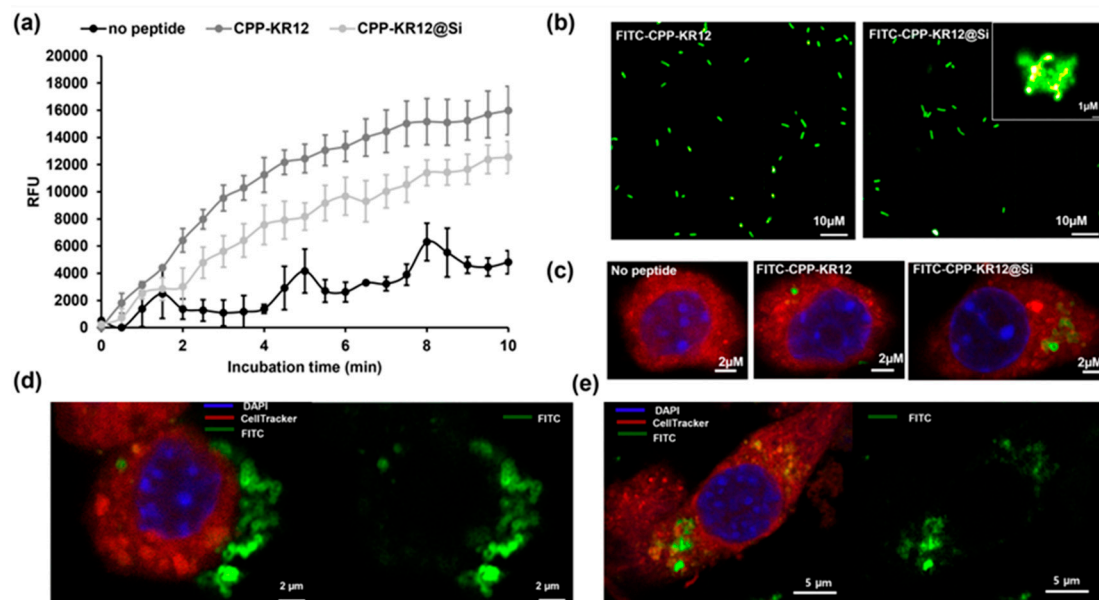 (a)
no peptide
CPP-KR12
CPP-KR12@Si
20000
18000
16000
14000
12000
10000
8000
6000
4000
2000
0
RFU
0
2
4
6
8
10
Incubation time (min)
(b)
FITC-CPP-KR12
10µM
FITC-CPP-KR12@Si
1µM
10µM
(c)
No peptide
2µM
FITC-CPP-KR12
2µM
FITC-CPP-KR12@Si
2µM
(d)
DAPI
CellTracker
FITC
2 µm
FITC
2 µm
(e)
DAPI
CellTracker
FITC
5 µm
FITC
5 µm